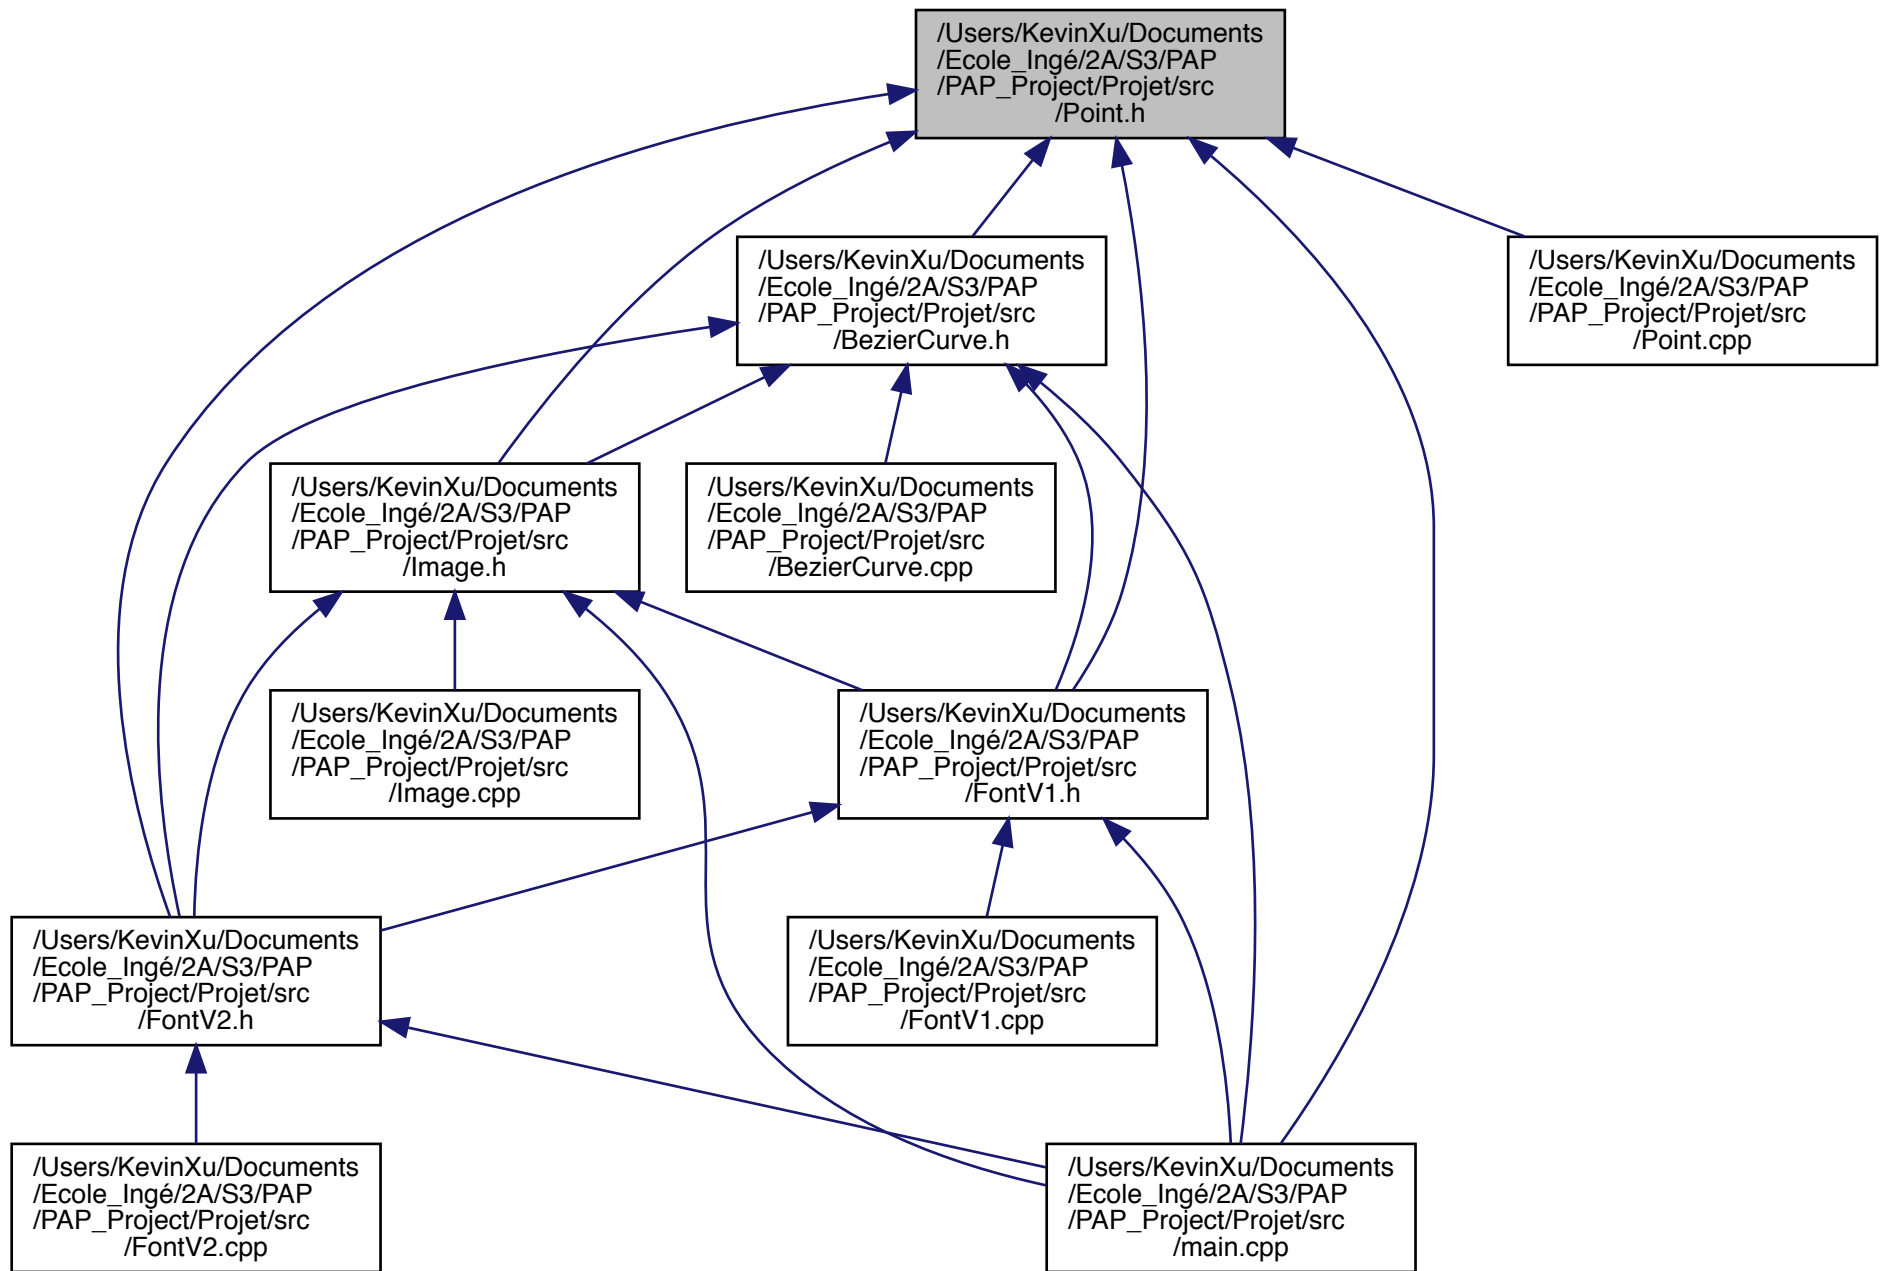 /Users/KevinXu/Documents
/Ecole_Ingé/2A/S3/PAP
/PAP_Project/Projet/src
/Point.h
/Users/KevinXu/Documents
/Ecole_Ingé/2A/S3/PAP
/PAP_Project/Projet/src
/BezierCurve.h
/Users/KevinXu/Documents
/Ecole_Ingé/2A/S3/PAP
/PAP_Project/Projet/src
/Point.cpp
/Users/KevinXu/Documents
/Ecole_Ingé/2A/S3/PAP
/PAP_Project/Projet/src
/Image.h
/Users/KevinXu/Documents
/Ecole_Ingé/2A/S3/PAP
/PAP_Project/Projet/src
/BezierCurve.cpp
/Users/KevinXu/Documents
/Ecole_Ingé/2A/S3/PAP
/PAP_Project/Projet/src
/Image.cpp
/Users/KevinXu/Documents
/Ecole_Ingé/2A/S3/PAP
/PAP_Project/Projet/src
/FontV1.h
/Users/KevinXu/Documents
/Ecole_Ingé/2A/S3/PAP
/PAP_Project/Projet/src
/FontV2.h
/Users/KevinXu/Documents
/Ecole_Ingé/2A/S3/PAP
/PAP_Project/Projet/src
/FontV1.cpp
/Users/KevinXu/Documents
/Ecole_Ingé/2A/S3/PAP
/PAP_Project/Projet/src
/FontV2.cpp
/Users/KevinXu/Documents
/Ecole_Ingé/2A/S3/PAP
/PAP_Project/Projet/src
/main.cpp